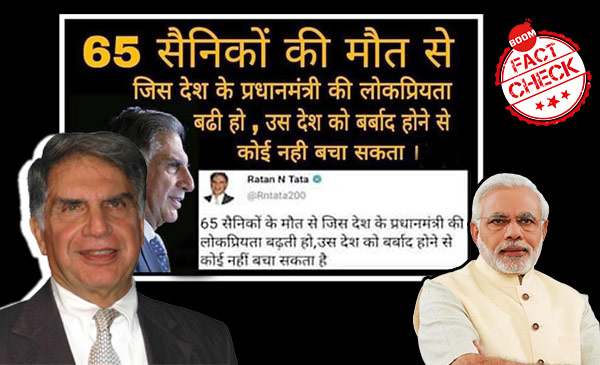 65 सैनिकों की मौत से
जिस देश के प्रधानमंत्री की लोकप्रियता
बढी हो , उस देश को बर्बाद होने से
कोई नही बचा सकता ।
BOOM
FACT
CHECK
Ratan N Tata
@Rntata200
65 सैनिकों के मौत से जिस देश के प्रधानमंत्री की
लोकप्रियता बढ़ती हो,उस देश को बर्बाद होने से
कोई नहीं बचा सकता है